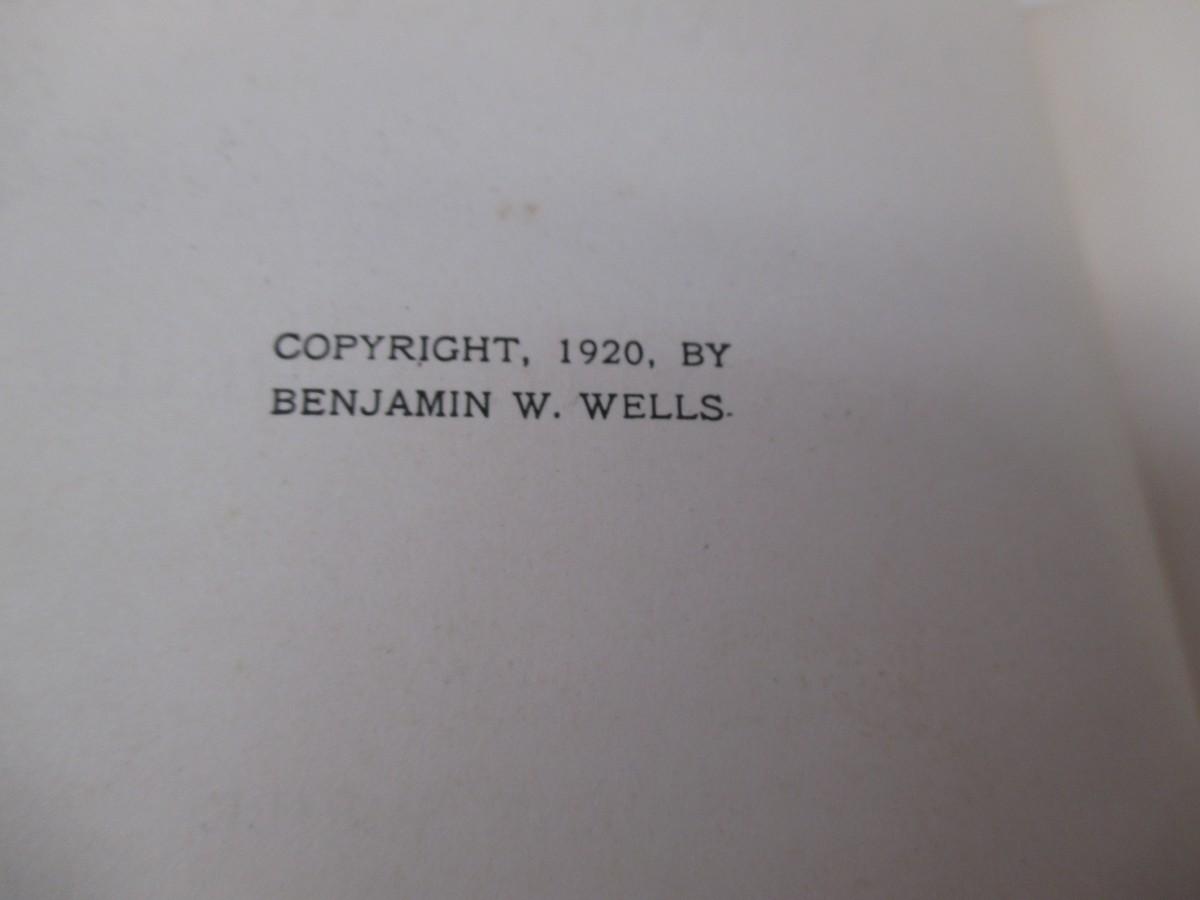 COPYRIGHT, 1920, BY
BENJAMIN W. WELLS.